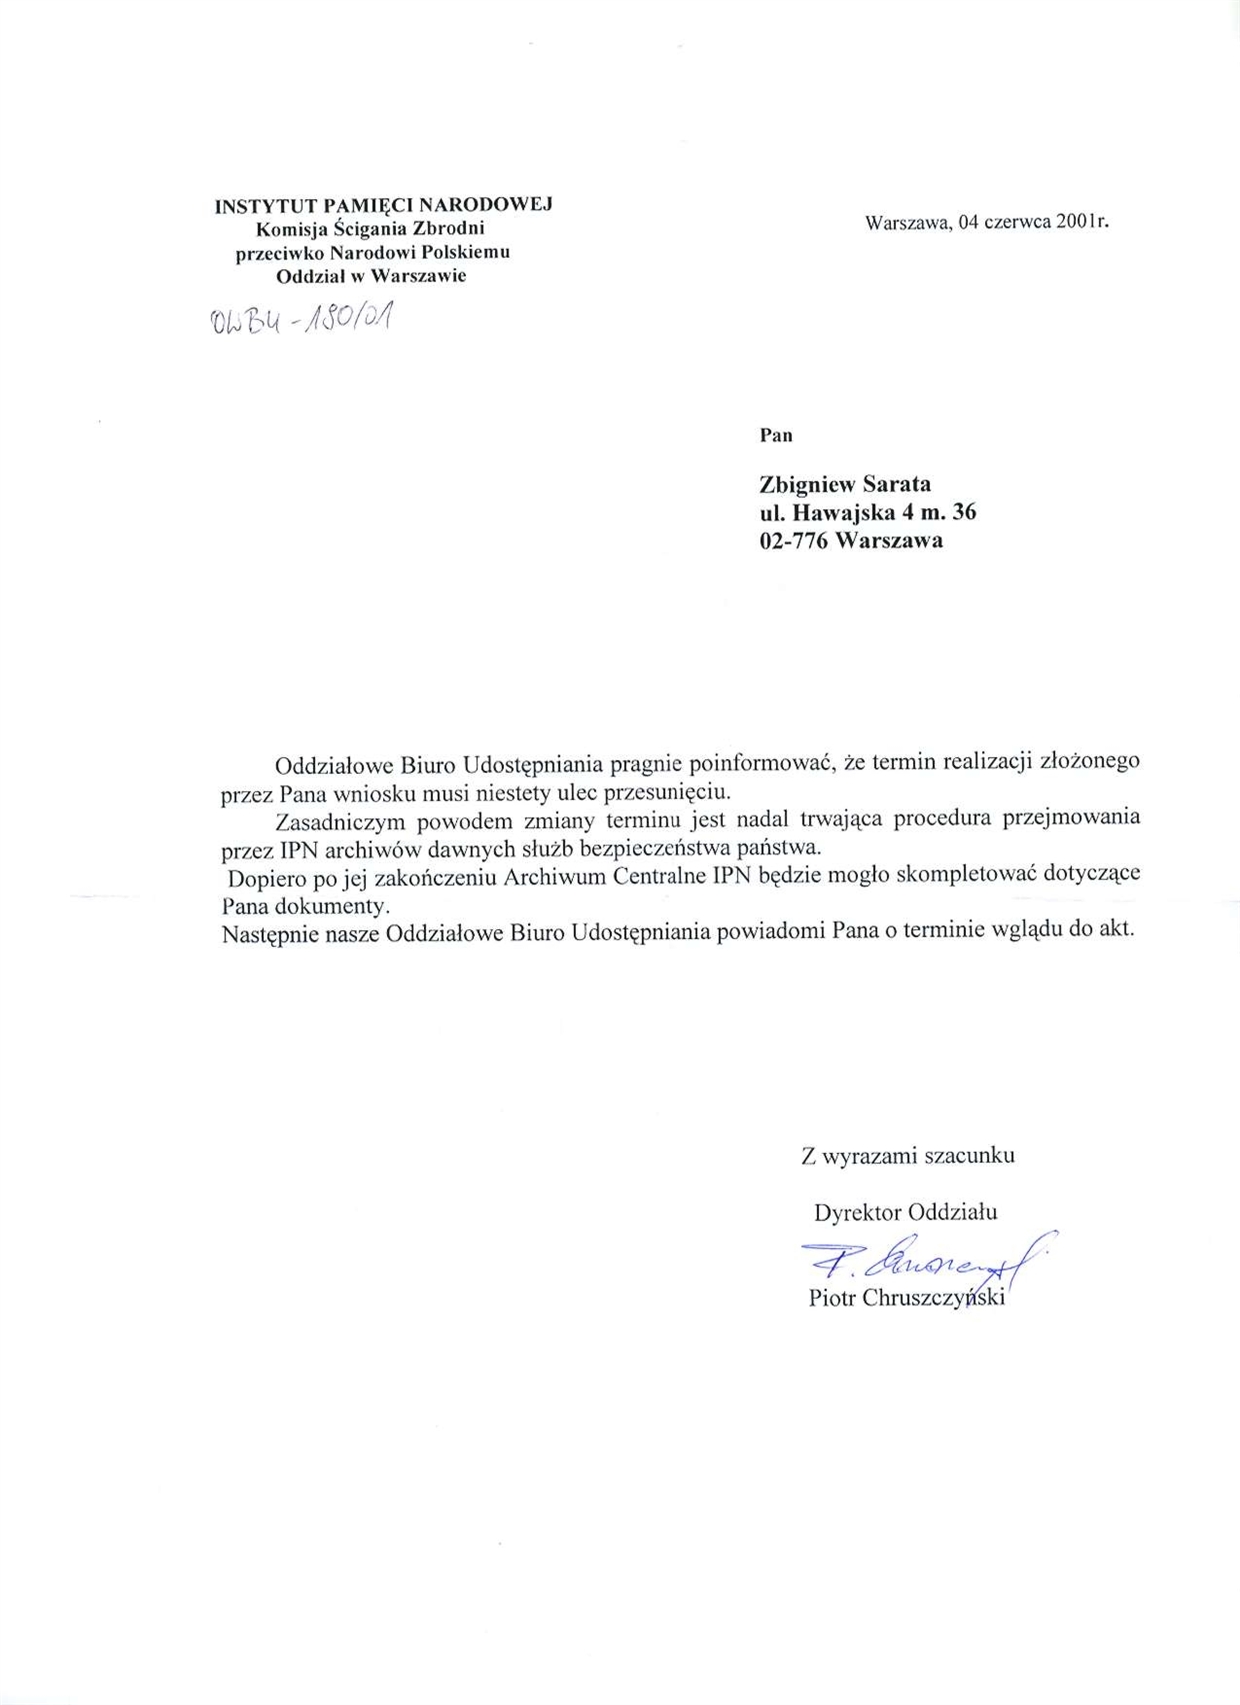 INSTYTUT PAMIĘCI NARODOWEJ
Komisja Ścigania Zbrodni
przeciwko Narodowi Polskiemu
Oddział w Warszawie
Warszawa, 04 czerwca 2001r.
OWBU-190/01
Pan
Zbigniew Sarata
ul. Hawajska 4 m. 36
02-776 Warszawa
Oddziałowe Biuro Udostępniania pragnie poinformować, że termin realizacji złożonego
przez Pana wniosku musi niestety ulec przesunięciu.
Zasadniczym powodem zmiany terminu jest nadal trwająca procedura przejmowania
przez IPN archiwów dawnych służb bezpieczeństwa państwa.
Dopiero po jej zakończeniu Archiwum Centralne IPN będzie mogło skompletować dotyczące
Pana dokumenty.
Następnie nasze Oddziałowe Biuro Udostępniania powiadomi Pana o terminie wglądu do akt.
Z wyrazami szacunku
Dyrektor Oddziału
Piotr Chruszczyński